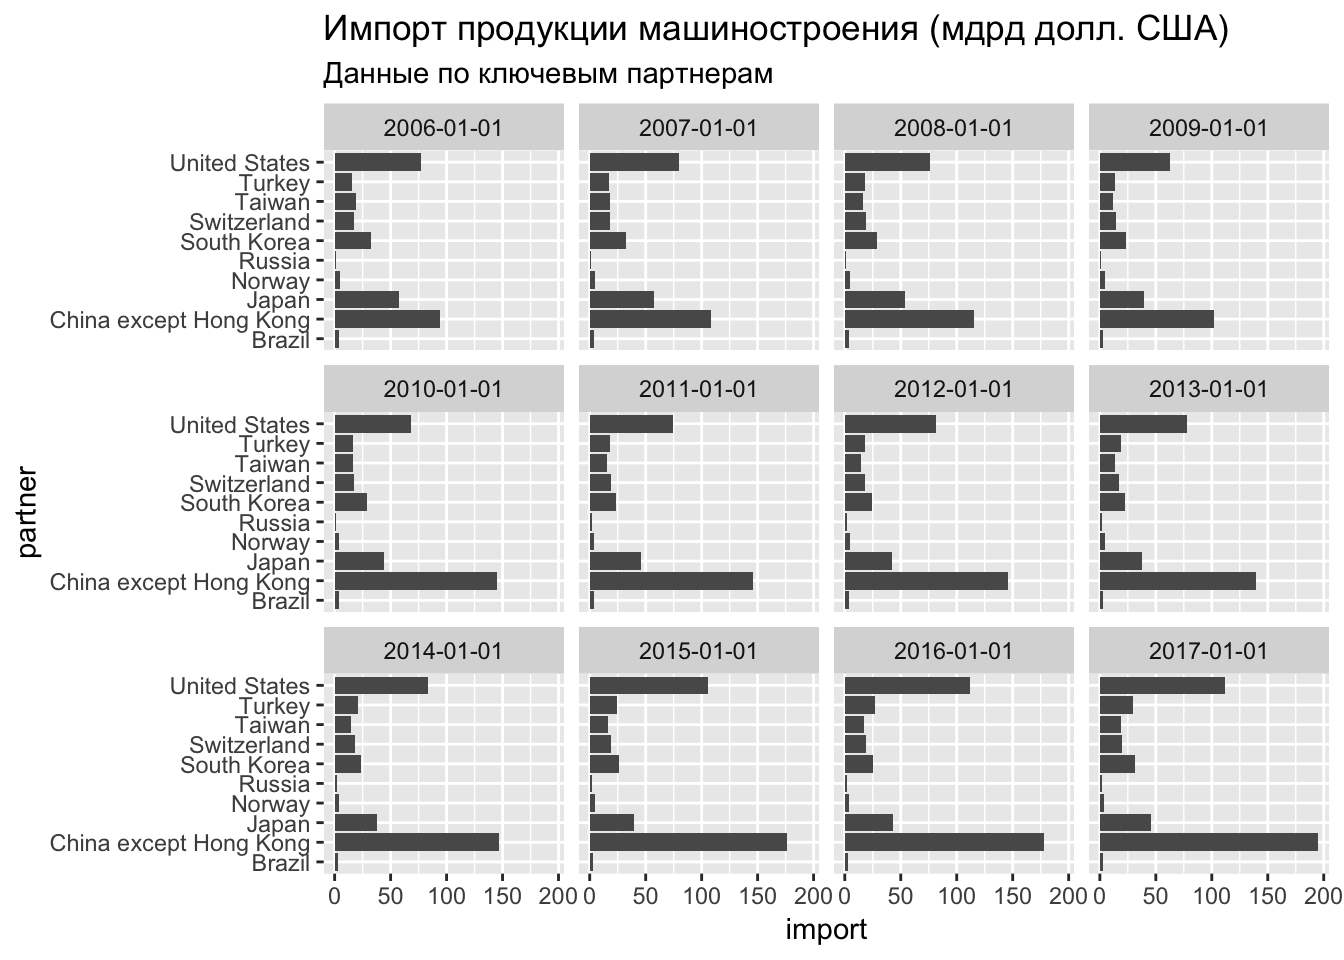 Импорт продукции машиностроения (мдрд долл. США)
Данные по ключевым партнерам
2006-01-01 2007-01-01 2008-01-01 2009-01-01
United States
Turkey
Taiwan
Switzerland
South Korea
Russia
Norway
Japan
China except Hong Kong
Brazil
2010-01-01 2011-01-01 2012-01-01 2013-01-01
United States
Turkey
Taiwan
Switzerland
South Korea
Russia
Norway
Japan
China except Hong Kong
Brazil
partner
2014-01-01 2015-01-01 2016-01-01 2017-01-01
United States
Turkey
Taiwan
Switzerland
South Korea
Russia
Norway
Japan
China except Hong Kong
Brazil
0 50 100 150 200 0 50 100 150 200 0 50 100 150 200 0 50 100 150 200
import